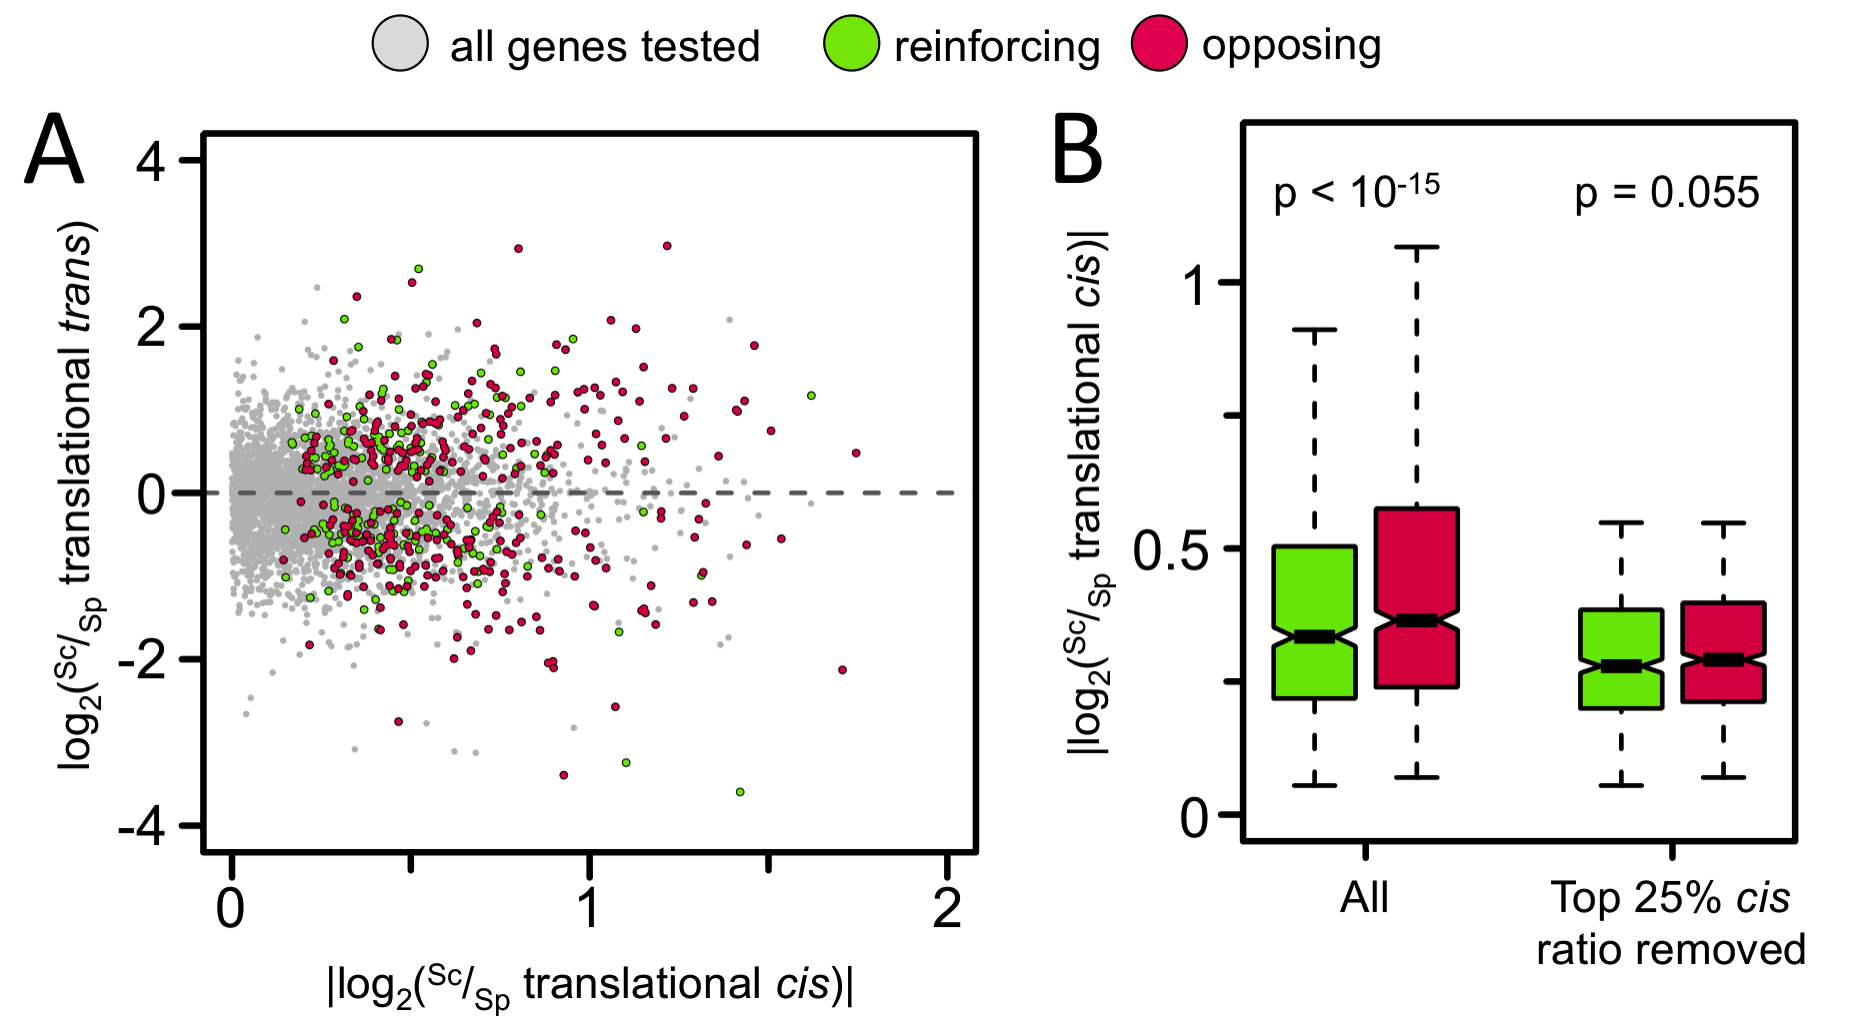 all genes tested reinforcing opposing
A
4
2
0
-2
-4
log2(Sc/Sp translational trans)
0 1 2
|log2(Sc/Sp translational cis)|
B
p < 10-15 p = 0.055
1
0.5
0
|log2(Sc/Sp translational cis)|
All Top 25% cis
ratio removed